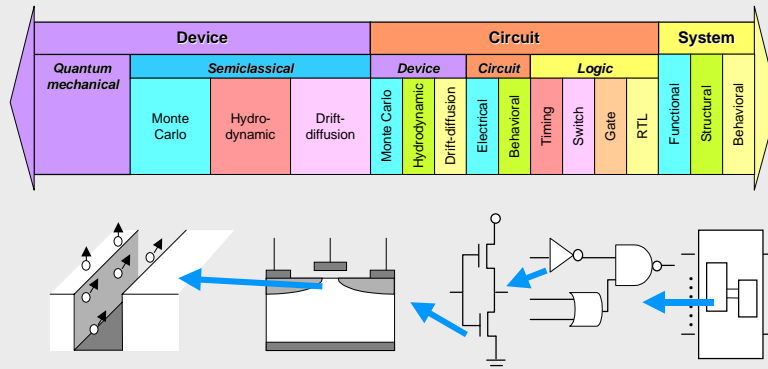 Device
Circuit
System
Quantum
mechanical
Semiclassical
Device
Circuit
Logic
Monte
Carlo
Hydro-
dynamic
Drift-
diffusion
Monte Carlo
Hydrodynamic
Drift-diffusion
Electrical
Behavioral
Timing
Switch
Gate
RTL
Functional
Structural
Behavioral